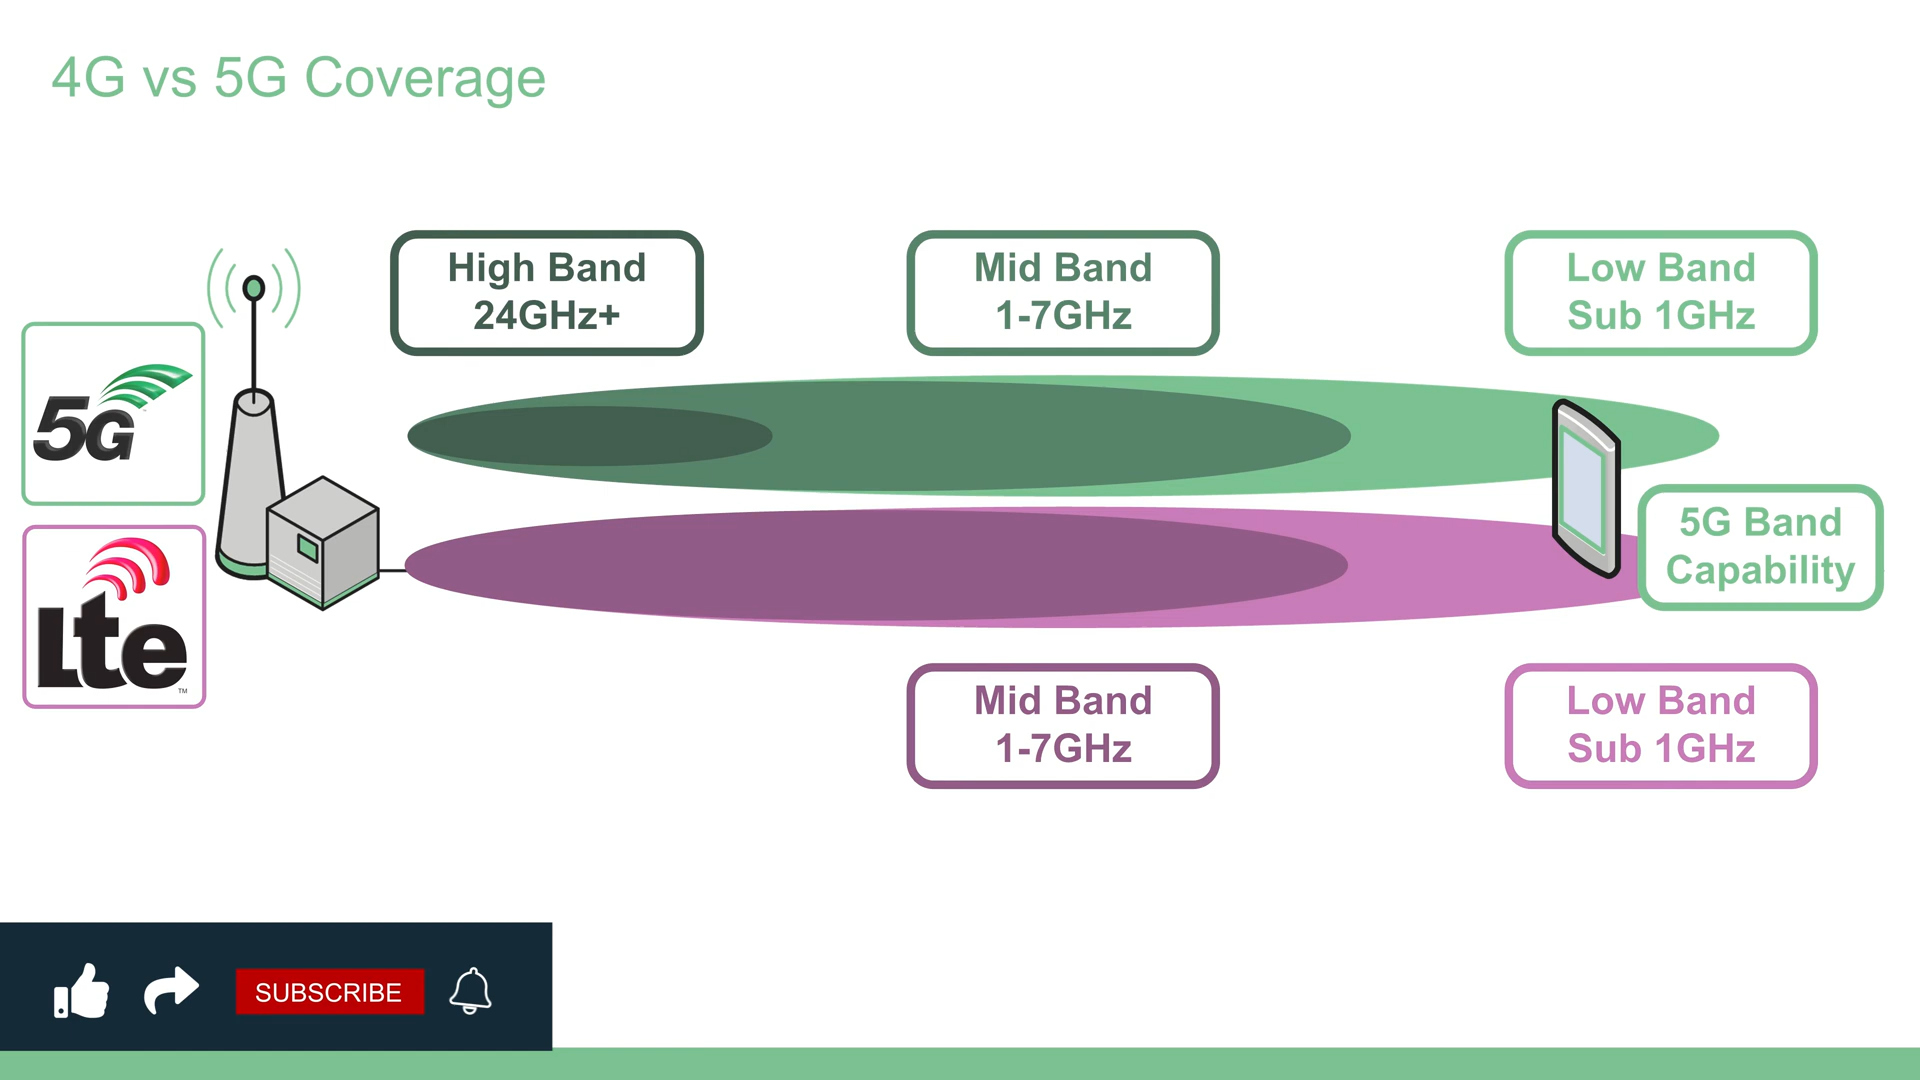 4G vs 5G Coverage
High Band
24GHz+
Mid Band
1-7GHz
Low Band
Sub 1GHz
5G
Lte
TM
5G Band
Capability
Mid Band
1-7GHz
Low Band
Sub 1GHz
SUBSCRIBE